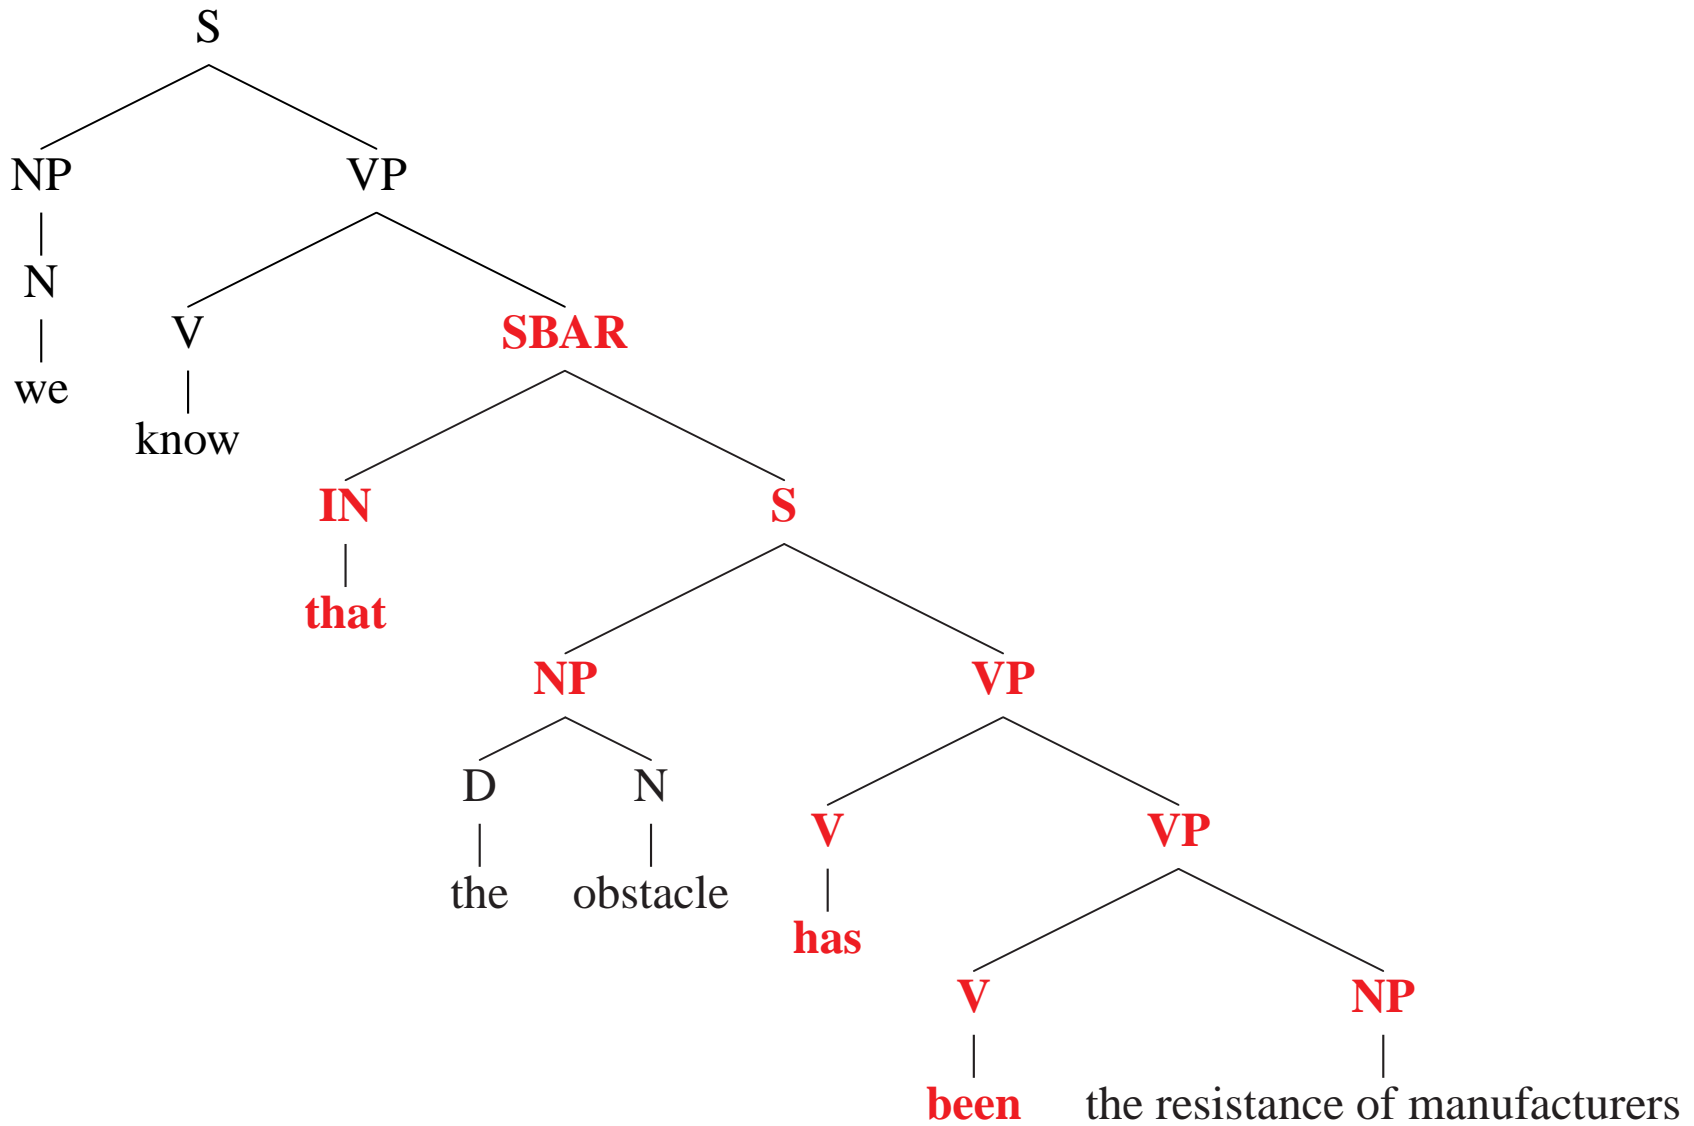 S
NP VP
N
V SBAR
we
know
IN S
that
NP VP
D N
V VP
the obstacle
has
V NP
been the resistance of manufacturers